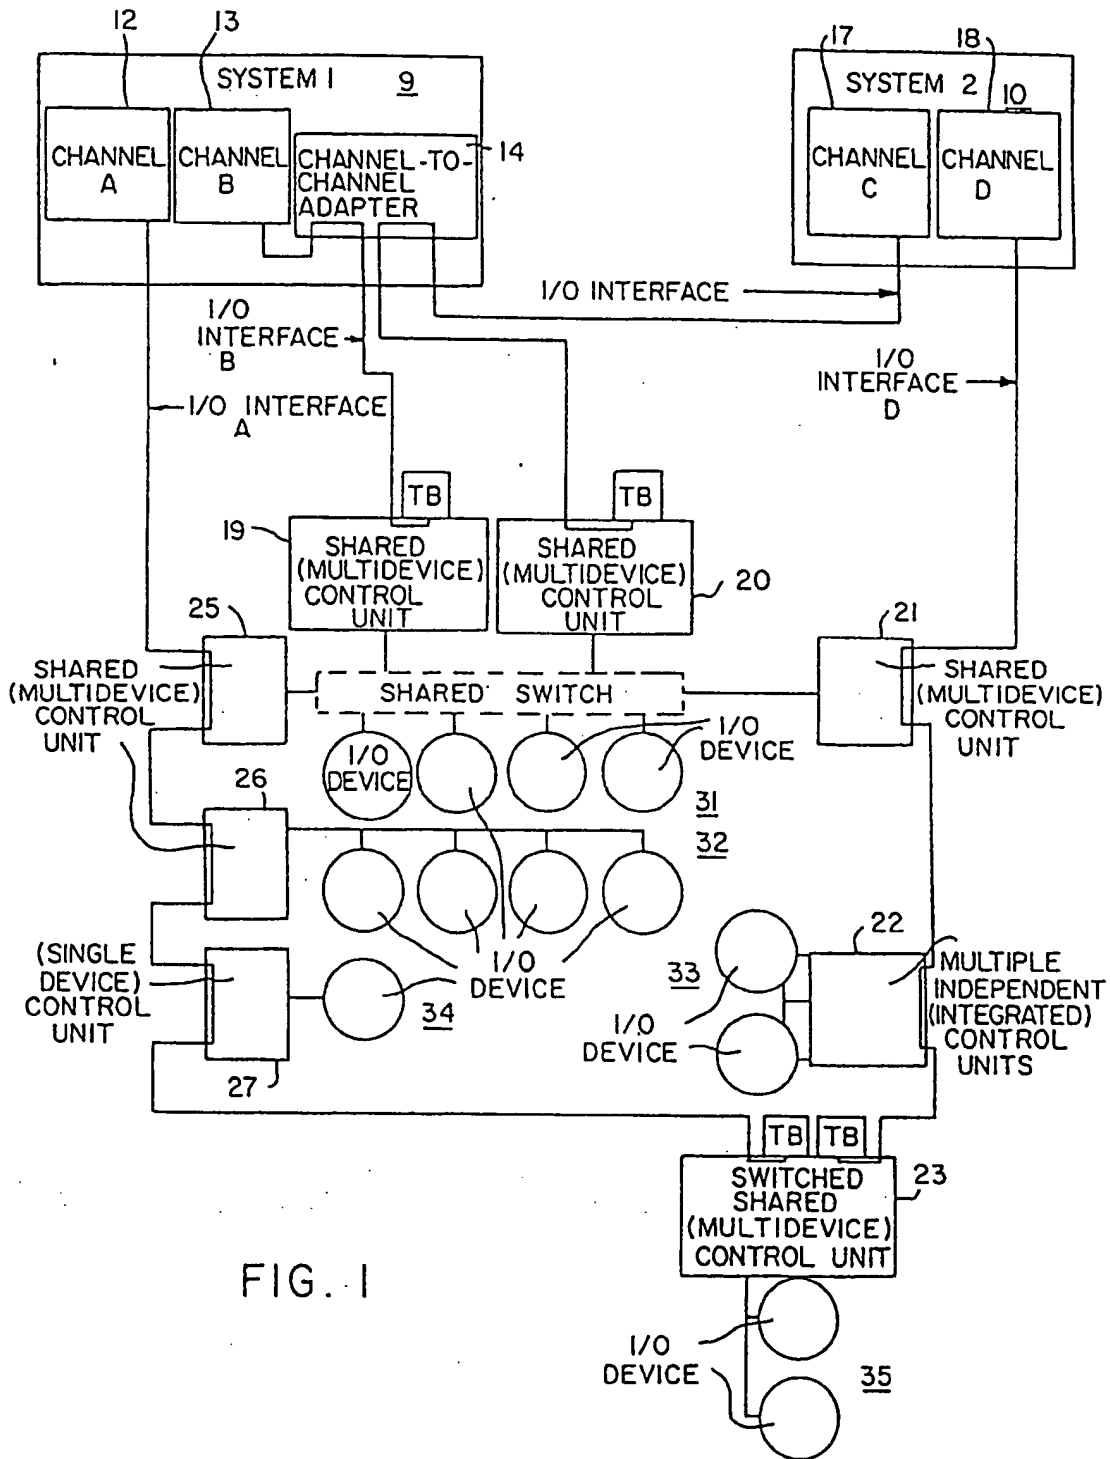 12
13
17
18
SYSTEM 1
9
SYSTEM 2
10
CHANNEL
A
CHANNEL
B
CHANNEL-TO-
CHANNEL
ADAPTER
14
CHANNEL
C
CHANNEL
D
I/O INTERFACE
I/O
INTERFACE
B
I/O
INTERFACE
D
I/O INTERFACE
A
TB
TB
19
SHARED
(MULTIDEVICE)
CONTROL
UNIT
SHARED
(MULTIDEVICE)
CONTROL
UNIT
20
25
21
SHARED
(MULTIDEVICE)
CONTROL
UNIT
SHARED SWITCH
SHARED
(MULTIDEVICE)
CONTROL
UNIT
I/O
DEVICE
I/O
DEVICE
31
26
32
(SINGLE
DEVICE)
CONTROL
UNIT
I/O
DEVICE
34
27
33
22
I/O
DEVICE
MULTIPLE
INDEPENDENT
(INTEGRATED)
CONTROL
UNITS
TB
TB
SWITCHED
SHARED
(MULTIDEVICE)
CONTROL UNIT
23
FIG. 1
I/O
DEVICE
35